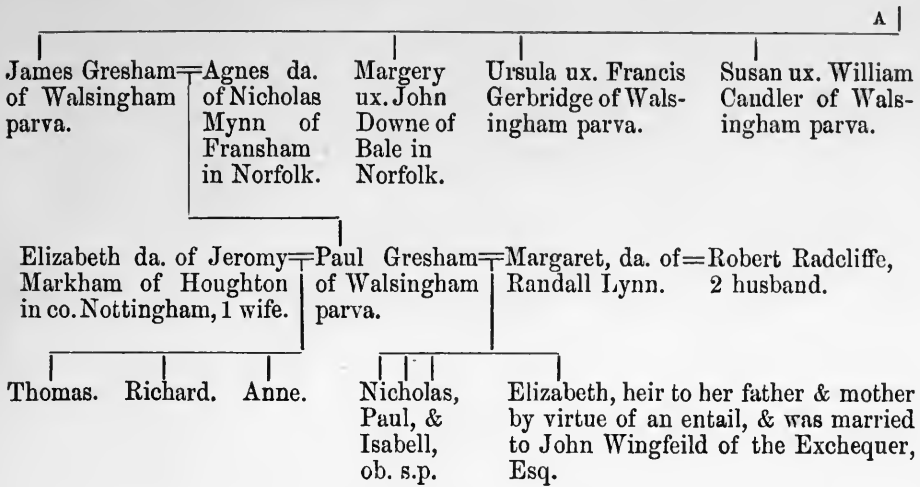 A
James Gresham=Agnes da.
of Walsingham
parva.
of Nicholas
Mynn of
Fransham
in Norfolk.
Margery
ux. John
Downe of
Bale in
Norfolk.
Ursula ux. Francis
Gerbridge of Wals-
ingham parva.
Susan ux. William
Caudler of Wals-
ingham parva.
Elizabeth da. of Jeromy=Paul Gresham=Margaret, da. of=Robert Radcliffe,
Markham of Houghton
in co. Nottingham, 1 wife.
of Walsingham
parva.
Randall Lynn.
2 husband.
Thomas. Richard. Anne.
Nicholas,
Paul, &
Isabell,
ob. s.p.
Elizabeth, heir to her father & mother
by virtue of an entail, & was married
to John Wingfeild of the Exchequer,
Esq.